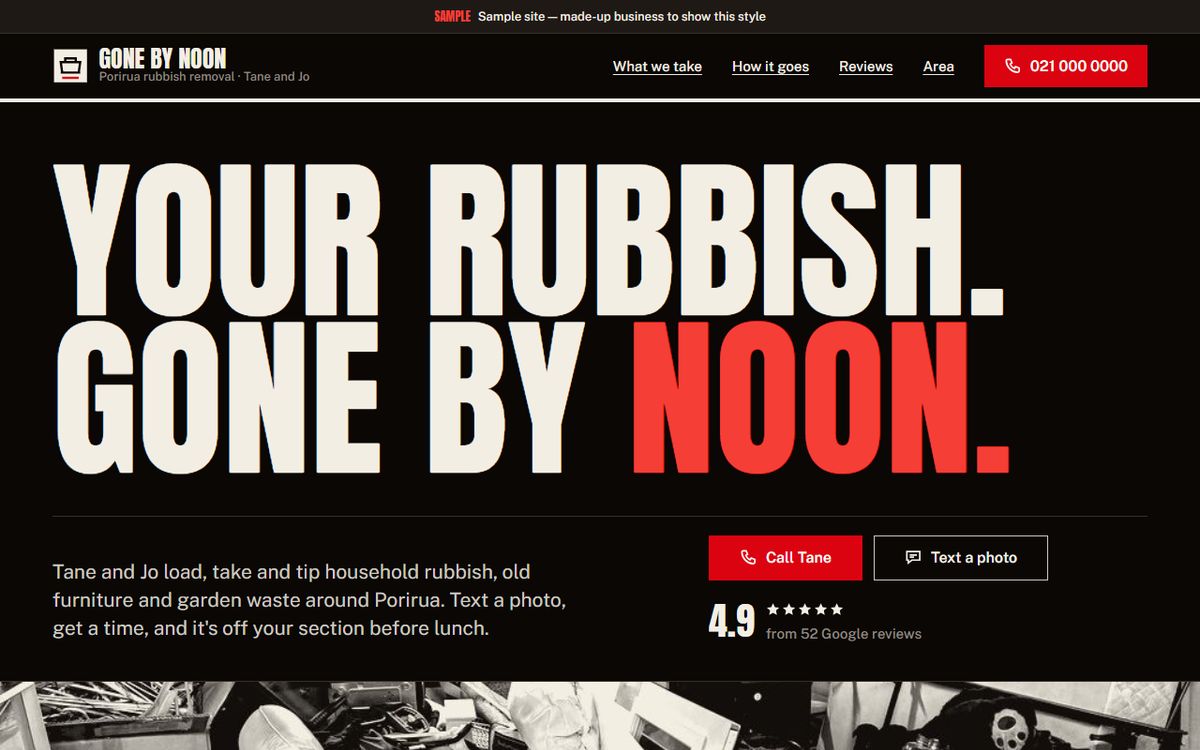 SAMPLE Sample site — made-up business to show this style
GONE BY NOON
Porirua rubbish removal · Tane and Jo
What we take
How it goes
Reviews
Area
021 000 0000
YOUR RUBBISH.
GONE BY NOON.
Tane and Jo load, take and tip household rubbish, old
furniture and garden waste around Porirua. Text a photo,
get a time, and it's off your section before lunch.
Call Tane
Text a photo
4.9
from 52 Google reviews